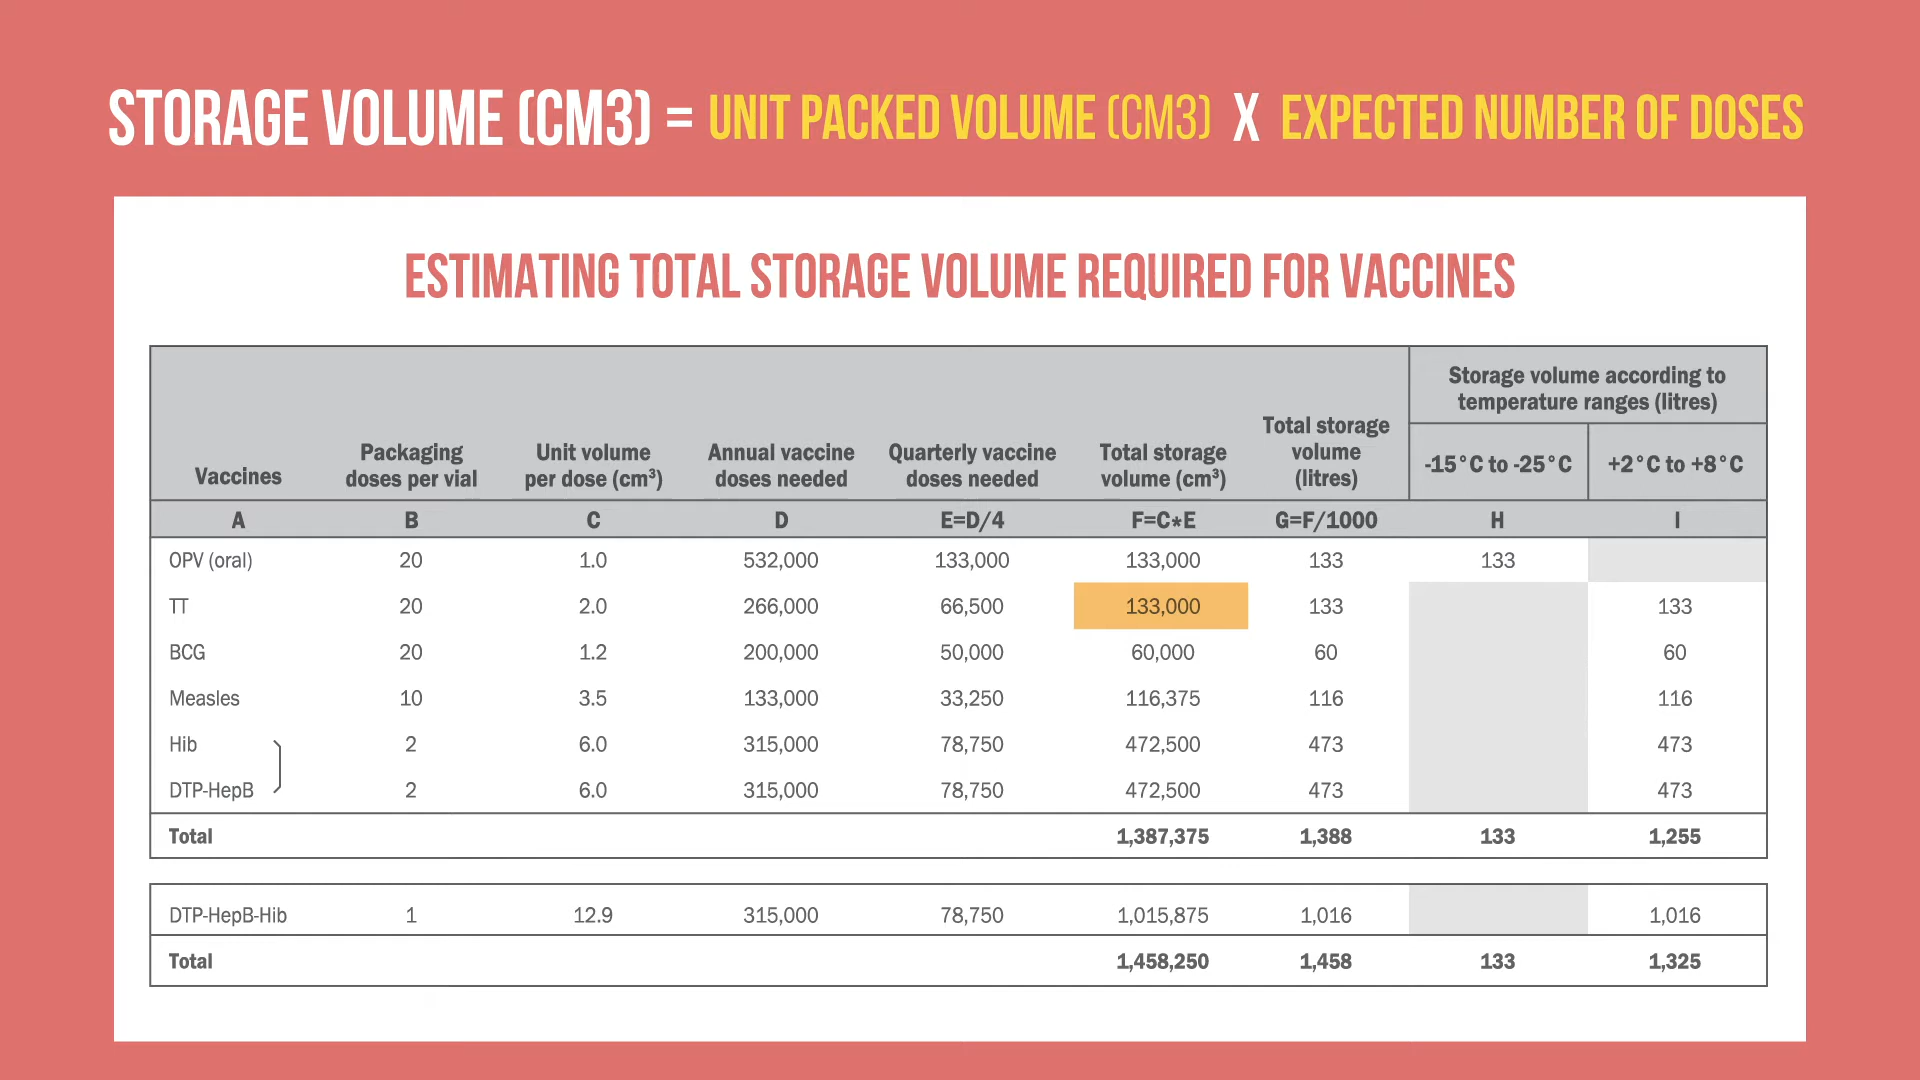 STORAGE VOLUME (CM3) = UNIT PACKED VOLUME (CM3) X EXPECTED NUMBER OF DOSES
ESTIMATING TOTAL STORAGE VOLUME REQUIRED FOR VACCINES
Storage volume according to
temperature ranges (litres)
Vaccines
Packaging
doses per vial
Unit volume
per dose (cm³)
Annual vaccine
doses needed
Quarterly vaccine
doses needed
Total storage
volume (cm³)
Total storage
volume
(litres)
-15°C to -25°C
+2°C to +8°C
A B C D E=D/4 F=C*E G=F/1000 H I
OPV (oral) 20 1.0 532,000 133,000 133,000 133 133
TT 20 2.0 266,000 66,500 133,000 133 133
BCG 20 1.2 200,000 50,000 60,000 60 60
Measles 10 3.5 133,000 33,250 116,375 116 116
Hib 2 6.0 315,000 78,750 472,500 473 473
DTP-HepB 2 6.0 315,000 78,750 472,500 473 473
Total 1,387,375 1,388 133 1,255
DTP-HepB-Hib 1 12.9 315,000 78,750 1,015,875 1,016 1,016
Total 1,458,250 1,458 133 1,325